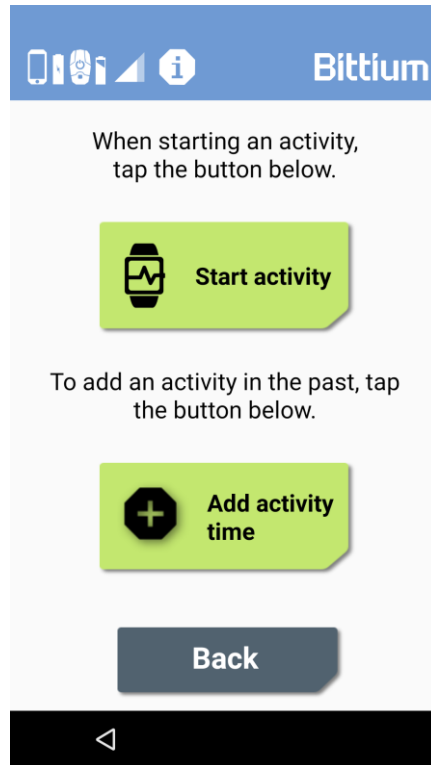 Bittium
When starting an activity,
tap the button below.
Start activity
To add an activity in the past, tap
the button below.
Add activity
time
Back